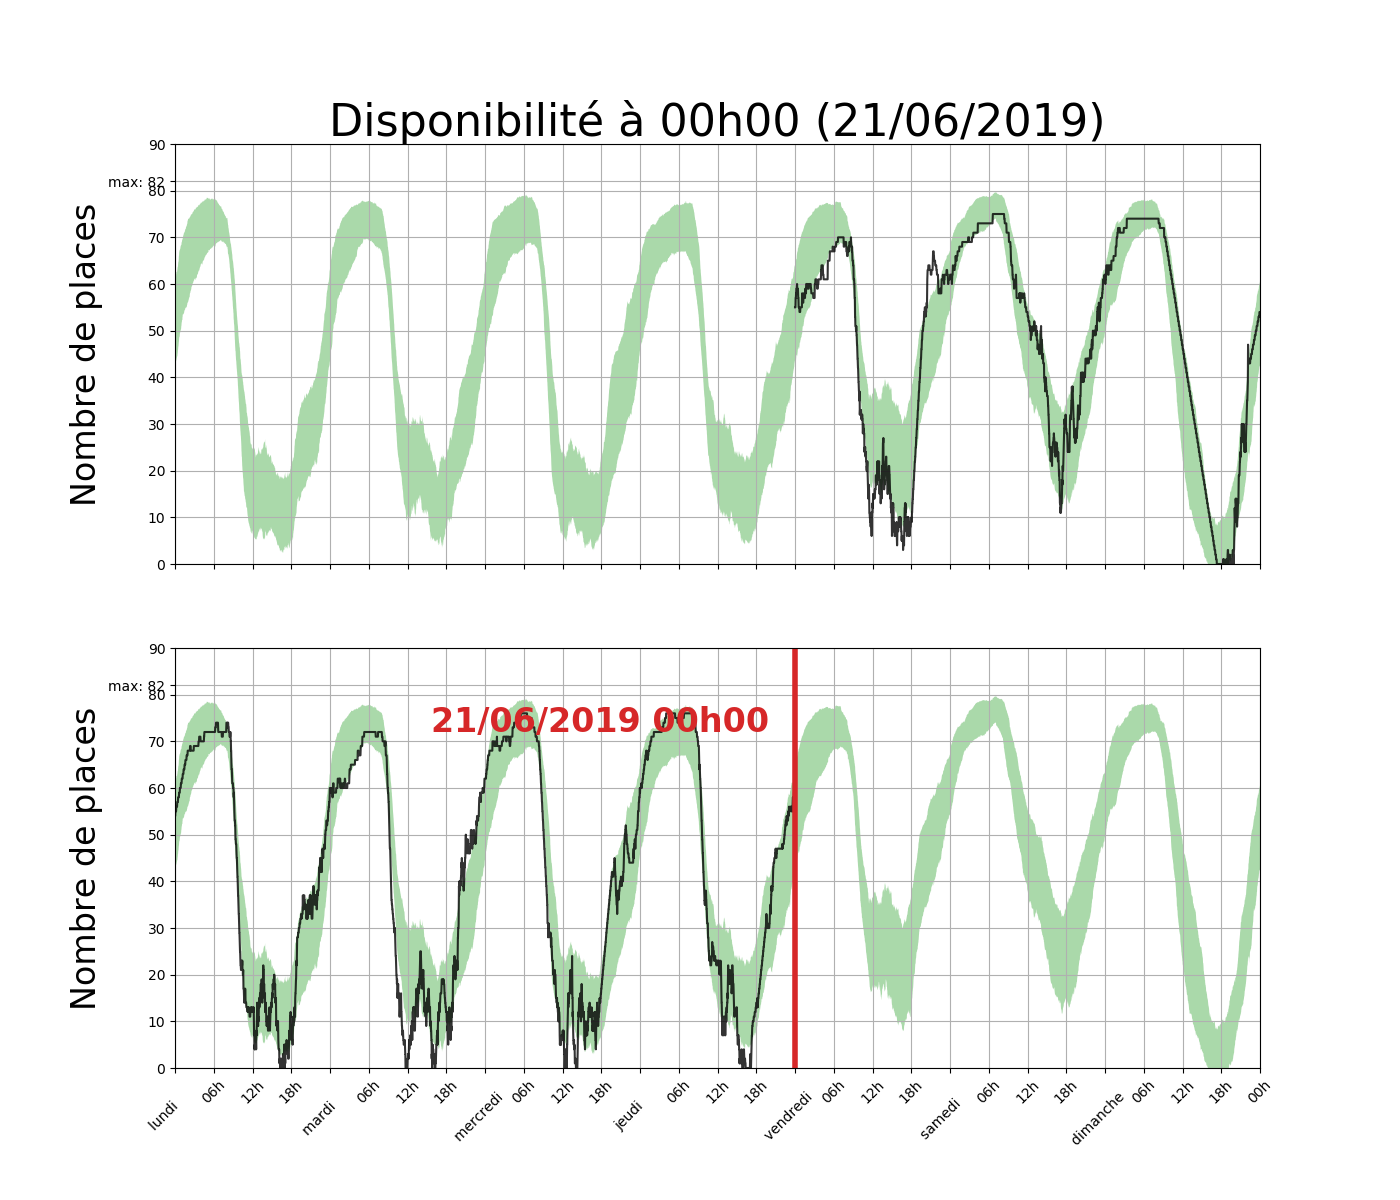 Disponibilité à 00h00 (21/06/2019)
Nombre de places
90
max: 82
80
70
60
50
40
30
20
10
0
Nombre de places
90
max: 82
80
70
60
50
40
30
20
10
0
21/06/2019 00h00
lundi 06h 12h 18h mardi 06h 12h 18h mercredi 06h 12h 18h jeudi 06h 12h 18h vendredi 06h 12h 18h samedi 06h 12h 18h dimanche 06h 12h 18h 00h